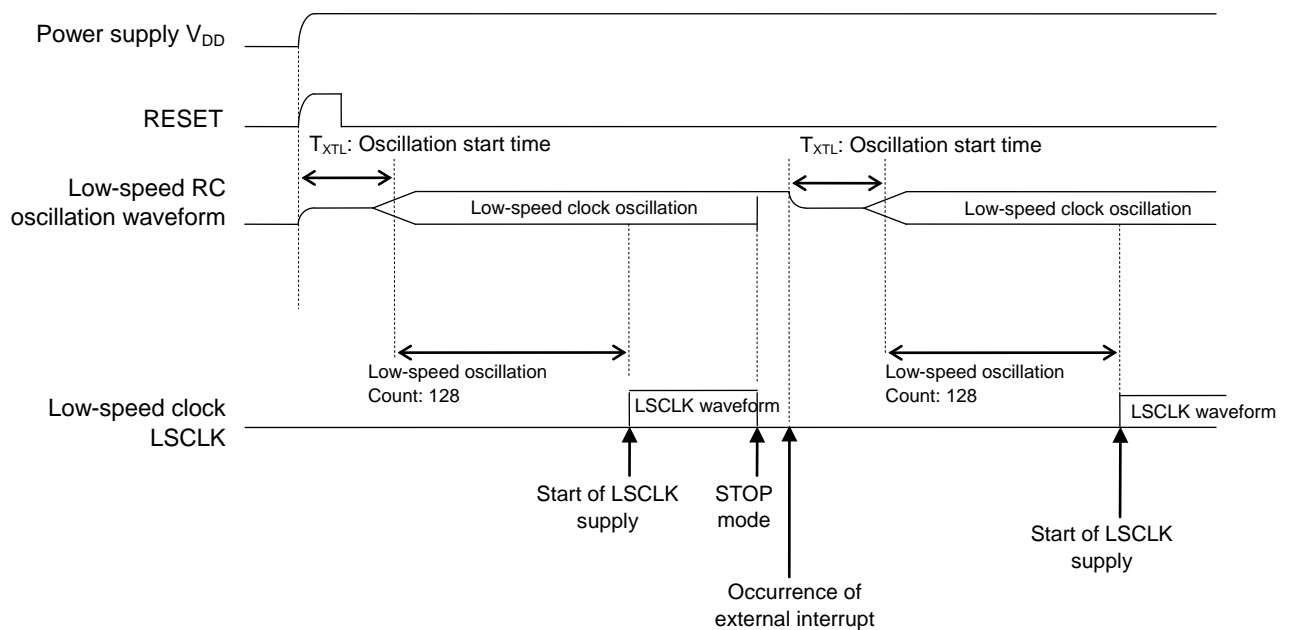 Power supply VDD
RESET
TXTL: Oscillation start time
TXTL: Oscillation start time
Low-speed RC
oscillation waveform
Low-speed clock oscillation
Low-speed clock oscillation
Low-speed oscillation
Count: 128
Low-speed oscillation
Count: 128
Low-speed clock
LSCLK
LSCLK waveform
LSCLK waveform
Start of LSCLK
supply
STOP
mode
Start of LSCLK
supply
Occurrence of
external interrupt